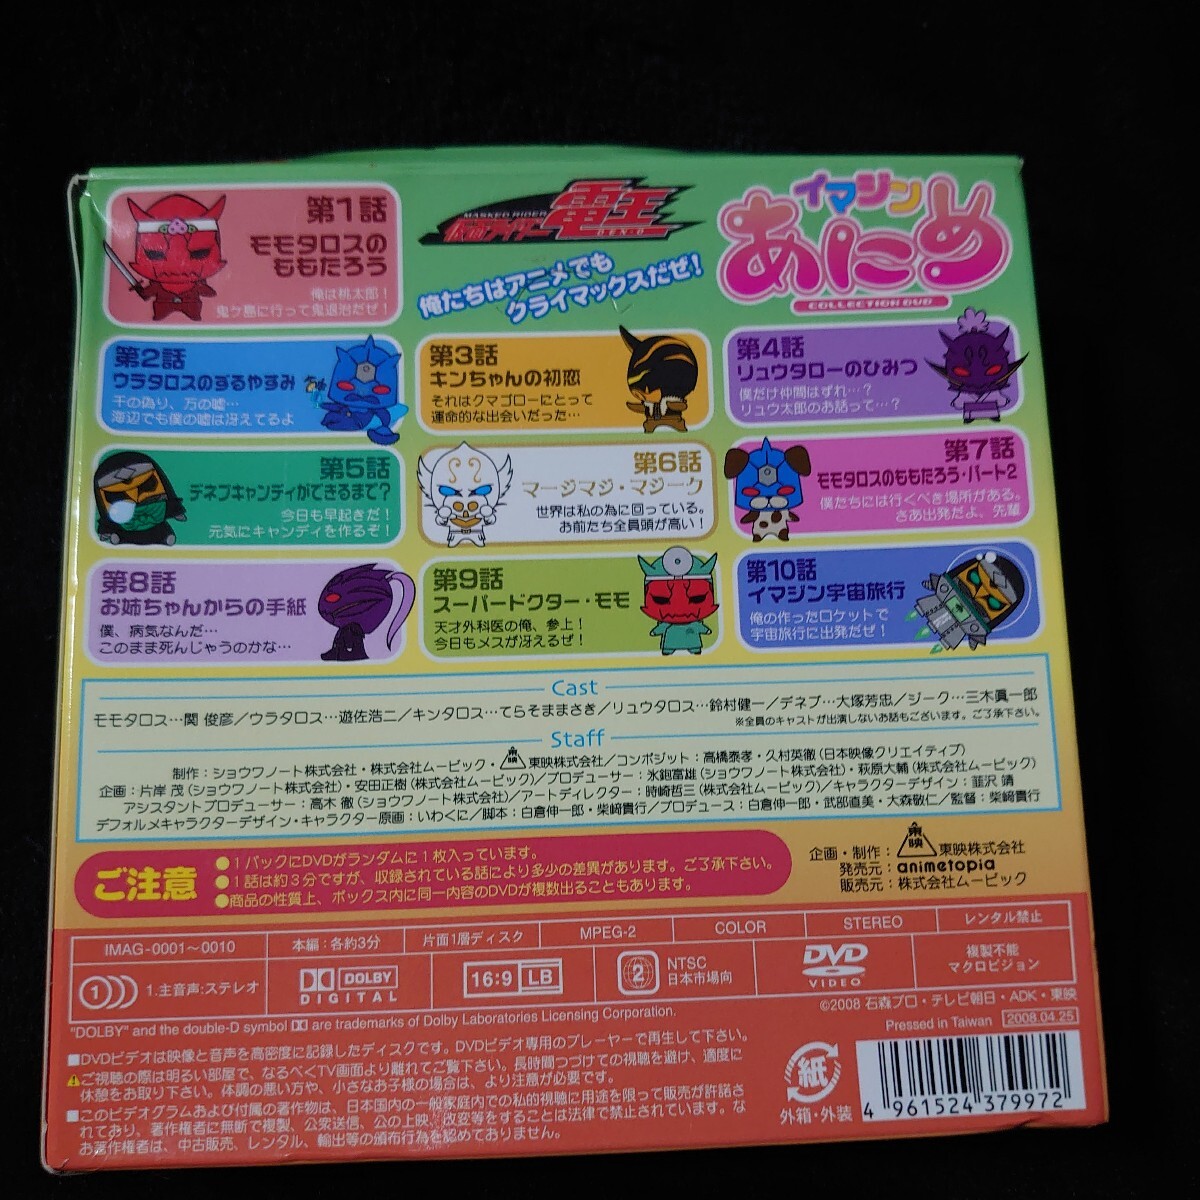 第1話
モモタロスの
ももたろう
俺は桃太郎！
鬼ケ島に行って鬼退治だぜ！
MASKED RIDER
仮面ライダー
電王
DEN-O
俺たちはアニメでも
クライマックスだぜ！
イマジン
あにめ
COLLECTION DVD
第2話
ウラタロスのずるやすみ
千の偽り、万の嘘…
海辺でも僕の嘘は冴えてるよ
第3話
キンちゃんの初恋
それはクマゴローにとって
運命的な出会いだった…
第4話
リュウタローのひみつ
僕だけ仲間はずれ…？
リュウ太郎のお話って…？
第5話
デネブキャンディができるまで？
今日も早起きだ！
元気にキャンディを作るぞ！
第6話
マージマジ・マジーク
世界は私の為に回っている。
お前たち全員頭が高い！
第7話
モモタロスのももたろう・パート2
僕たちには行くべき場所がある。
さあ出発だよ、先輩
第8話
お姉ちゃんからの手紙
僕、病気なんだ…
このまま死んじゃうのかな…
第9話
スーパードクター・モモ
天才外科医の俺、参上！
今日もメスが冴えるぜ！
第10話
イマジン宇宙旅行
俺の作ったロケットで
宇宙旅行に出発だぜ！
Cast
モモタロス…関 俊彦／ウラタロス…遊佐浩二／キンタロス…てらそままさき／リュウタロス…鈴村健一／デネブ…大塚芳忠／ジーク…三木眞一郎
※全員のキャストが出演しないお話もございます。ご了承下さい。
Staff
制作：ショウワノート株式会社・株式会社ムービック・東映 東映株式会社／コンポジット：高橋泰孝・久村英徹（日本映像クリエイティブ）
企画：片岸 茂（ショウワノート株式会社）・安田正樹（株式会社ムービック）／プロデューサー：氷鉋富雄（ショウワノート株式会社）・萩原大輔（株式会社ムービック）
アシスタントプロデューサー：高木 徹（ショウワノート株式会社）／アートディレクター：時崎哲三（株式会社ムービック）／キャラクターデザイン：韮沢 靖
デフォルメキャラクターデザイン・キャラクター原画：いわくに／脚本：白倉伸一郎・柴﨑貴行／プロデュース：白倉伸一郎・武部直美・大森敬仁／監督：柴﨑貴行
ご注意
●1パックにDVDがランダムに1枚入っています。
●1話は約3分ですが、収録されている話により多少の差異があります。ご了承下さい。
●商品の性質上、ボックス内に同一内容のDVDが複数出ることもあります。
企画・制作：東映 東映株式会社
発売元：animetopia
販売元：株式会社ムービック
IMAG-0001〜0010
本編：各約3分
片面1層ディスク
MPEG-2
COLOR
STEREO
レンタル禁止
1
1.主音声：ステレオ
DOLBY
DIGITAL
16:9 LB
2
NTSC
日本市場向
DVD
VIDEO
複製不能
マクロビジョン
"DOLBY" and the double-D symbol are trademarks of Dolby Laboratories Licensing Corporation.
©2008 石森プロ・テレビ朝日・ADK・東映
Pressed in Taiwan 2008.04.25
■DVDビデオは映像と音声を高密度に記録したディスクです。DVDビデオ専用のプレーヤーで再生して下さい。
ご視聴の際は明るい部屋で、なるべくTV画面より離れてご覧下さい。長時間つづけての視聴を避け、適度に
休憩をお取り下さい。体調の悪い方や、小さなお子様の場合は、より注意が必要です。
■このビデオグラムおよび付属の著作物は、日本国内の一般家庭内での私的視聴に用途を限って販売が許諾さ
れており、著作権者に無断で複製、公衆送信、公の上映、改変等をすることは法律で禁止されています。な
お著作権者は、中古販売、レンタル、輸出等の頒布行為を認めておりません。
紙
外箱・外装
4 961524 379972